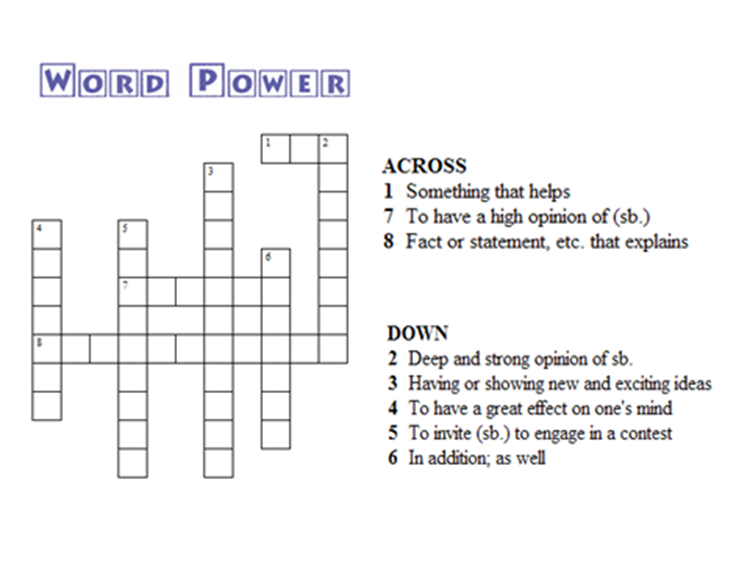 WORD POWER
1 2
3
4 5
6
7
8
ACROSS
1 Something that helps
7 To have a high opinion of (sb.)
8 Fact or statement, etc. that explains
DOWN
2 Deep and strong opinion of sb.
3 Having or showing new and exciting ideas
4 To have a great effect on one's mind
5 To invite (sb.) to engage in a contest
6 In addition; as well